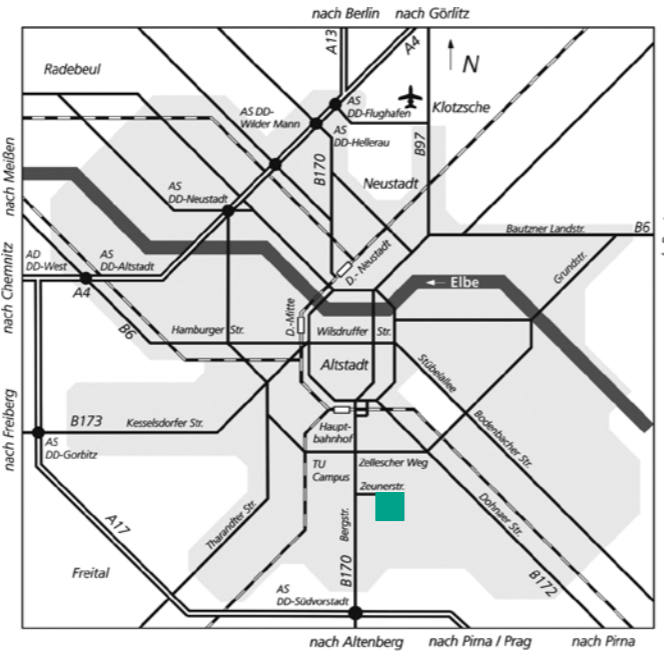 nach Berlin
nach Görlitz
A13
A4
N
Radebeul
AS
DD-Flughafen
Klotzsche
AS DD-
Wilder Mann
AS
DD-Hellerau
B170
B97
nach Meißen
Neustadt
AS
DD-Neustadt
Bautzner Landstr.
B6
AD
DD-West
AS
DD-Altstadt
D.- Neustadt
Grundstr.
nach Chemnitz
A4
Elbe
B6
Hamburger Str.
D.-Mitte
Wilsdruffer Str.
Altstadt
Stübelallee
nach Freiberg
B173
Kesselsdorfer Str.
Haupt-
bahnhof
Bodenbacher Str.
AS
DD-Gorbitz
TU
Campus
Zellescher Weg
Zeunerstr.
Dohnaer Str.
A17
Tharandter Str.
Bergstr.
Freital
B170
B172
AS
DD-Südvorstadt
nach Altenberg
nach Pirna / Prag
nach Pirna